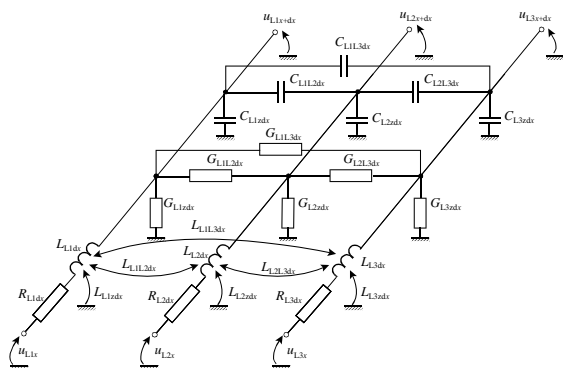 uL1x+dx uL2x+dx uL3x+dx
CL1L3dx
CL1L2dx CL2L3dx
CL1zdx CL2zdx CL3zdx
GL1L3dx
GL1L2dx GL2L3dx
GL1zdx GL2zdx GL3zdx
LL1L3dx
LL1dx LL2dx LL3dx
LL1L2dx LL2L3dx
RL1dx LL1zdx RL2dx LL2zdx RL3dx LL3zdx
uL1x uL2x uL3x